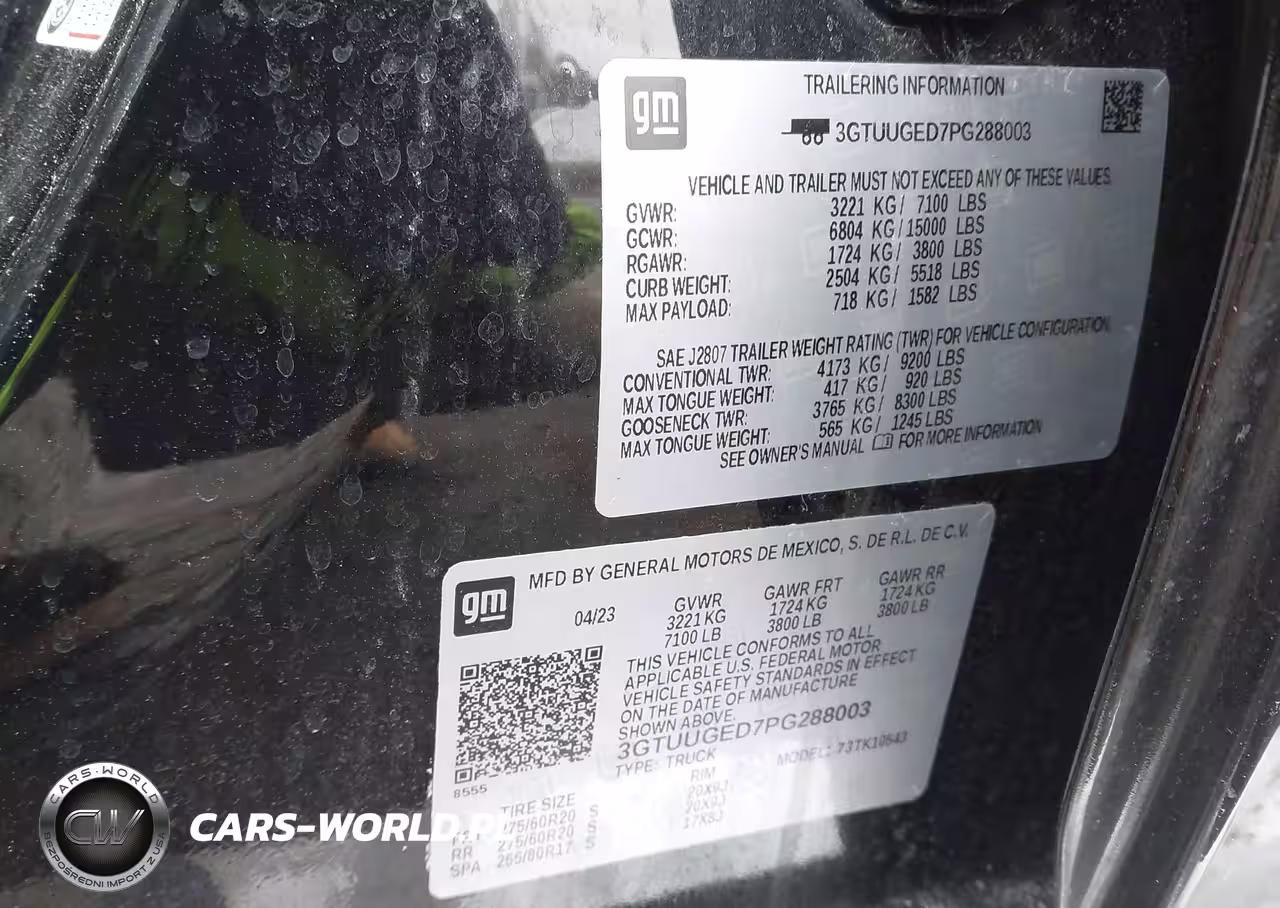 gm
TRAILERING INFORMATION
3GTUUGED7PG288003
VEHICLE AND TRAILER MUST NOT EXCEED ANY OF THESE VALUES
GVWR: 3221 KG/ 7100 LBS
GCWR: 6804 KG/15000 LBS
RGAWR: 1724 KG/ 3800 LBS
CURB WEIGHT: 2504 KG/ 5518 LBS
MAX PAYLOAD: 718 KG/ 1582 LBS
SAE J2807 TRAILER WEIGHT RATING (TWR) FOR VEHICLE CONFIGURATION
CONVENTIONAL TWR: 4173 KG/ 9200 LBS
MAX TONGUE WEIGHT: 417 KG/ 920 LBS
GOOSENECK TWR: 3765 KG/ 8300 LBS
MAX TONGUE WEIGHT: 565 KG/ 1245 LBS
SEE OWNER'S MANUAL FOR MORE INFORMATION
gm
MFD BY GENERAL MOTORS DE MEXICO, S. DE R.L. DE C.V.
04/23 GVWR GAWR FRT GAWR RR
3221 KG 1724 KG 1724 KG
7100 LB 3800 LB 3800 LB
THIS VEHICLE CONFORMS TO ALL
APPLICABLE U.S. FEDERAL MOTOR
VEHICLE SAFETY STANDARDS IN EFFECT
ON THE DATE OF MANUFACTURE
SHOWN ABOVE.
3GTUUGED7PG288003
TYPE: TRUCK MODEL: 73TK10543
8555
TIRE SIZE RIM
275/60R20 S 20X9J
RR 275/60R20 S 20X9J
SPA 265/80R17 S 17X8J
CARS-WORLD
CW
BEZPOŚREDNI IMPORT Z USA
CARS-WORLD.PL